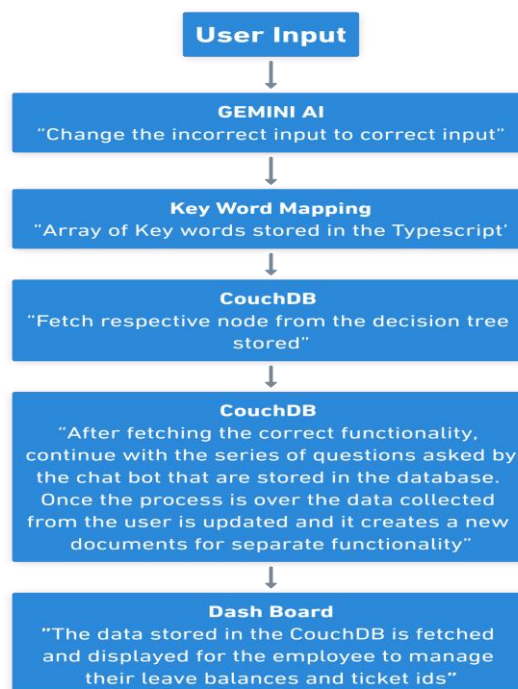 User Input
GEMINI AI
"Change the incorrect input to correct input"
Key Word Mapping
"Array of Key words stored in the Typescript'
CouchDB
"Fetch respective node from the decision tree
stored"
CouchDB
"After fetching the correct functionality,
continue with the series of questions asked by
the chat bot that are stored in the database.
Once the process is over the data collected
from the user is updated and it creates a new
documents for separate functionality"
Dash Board
"The data stored in the CouchDB is fetched
and displayed for the employee to manage
their leave balances and ticket ids"